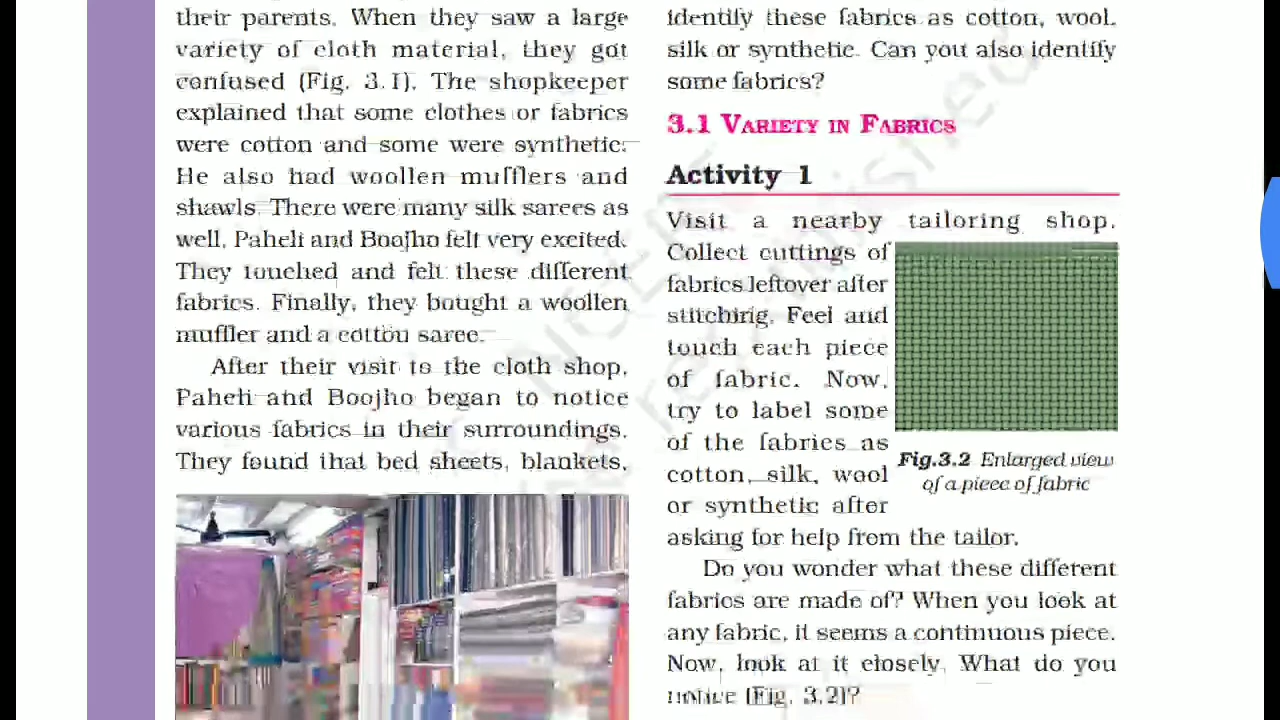 their parents. When they saw a large
variety of cloth material, they got
confused (Fig. 3.1). The shopkeeper
explained that some clothes or fabrics
were cotton and some were synthetic.
He also had woollen mufflers and
shawls. There were many silk sarees as
well. Paheli and Boojho felt very excited.
They touched and felt these different
fabrics. Finally, they bought a woollen
muffler and a cotton saree.
After their visit to the cloth shop,
Paheli and Boojho began to notice
various fabrics in their surroundings.
They found that bed sheets, blankets,
identify these fabrics as cotton, wool,
silk or synthetic. Can you also identify
some fabrics?
3.1 VARIETY IN FABRICS
Activity 1
Visit a nearby tailoring shop.
Collect cuttings of
fabrics leftover after
stitching. Feel and
touch each piece
of fabric. Now,
try to label some
of the fabrics as
cotton, silk, wool
or synthetic after
asking for help from the tailor.
Fig.3.2 Enlarged view
of a piece of fabric
Do you wonder what these different
fabrics are made of? When you look at
any fabric, it seems a continuous piece.
Now, look at it closely. What do you
notice (Fig. 3.2)?